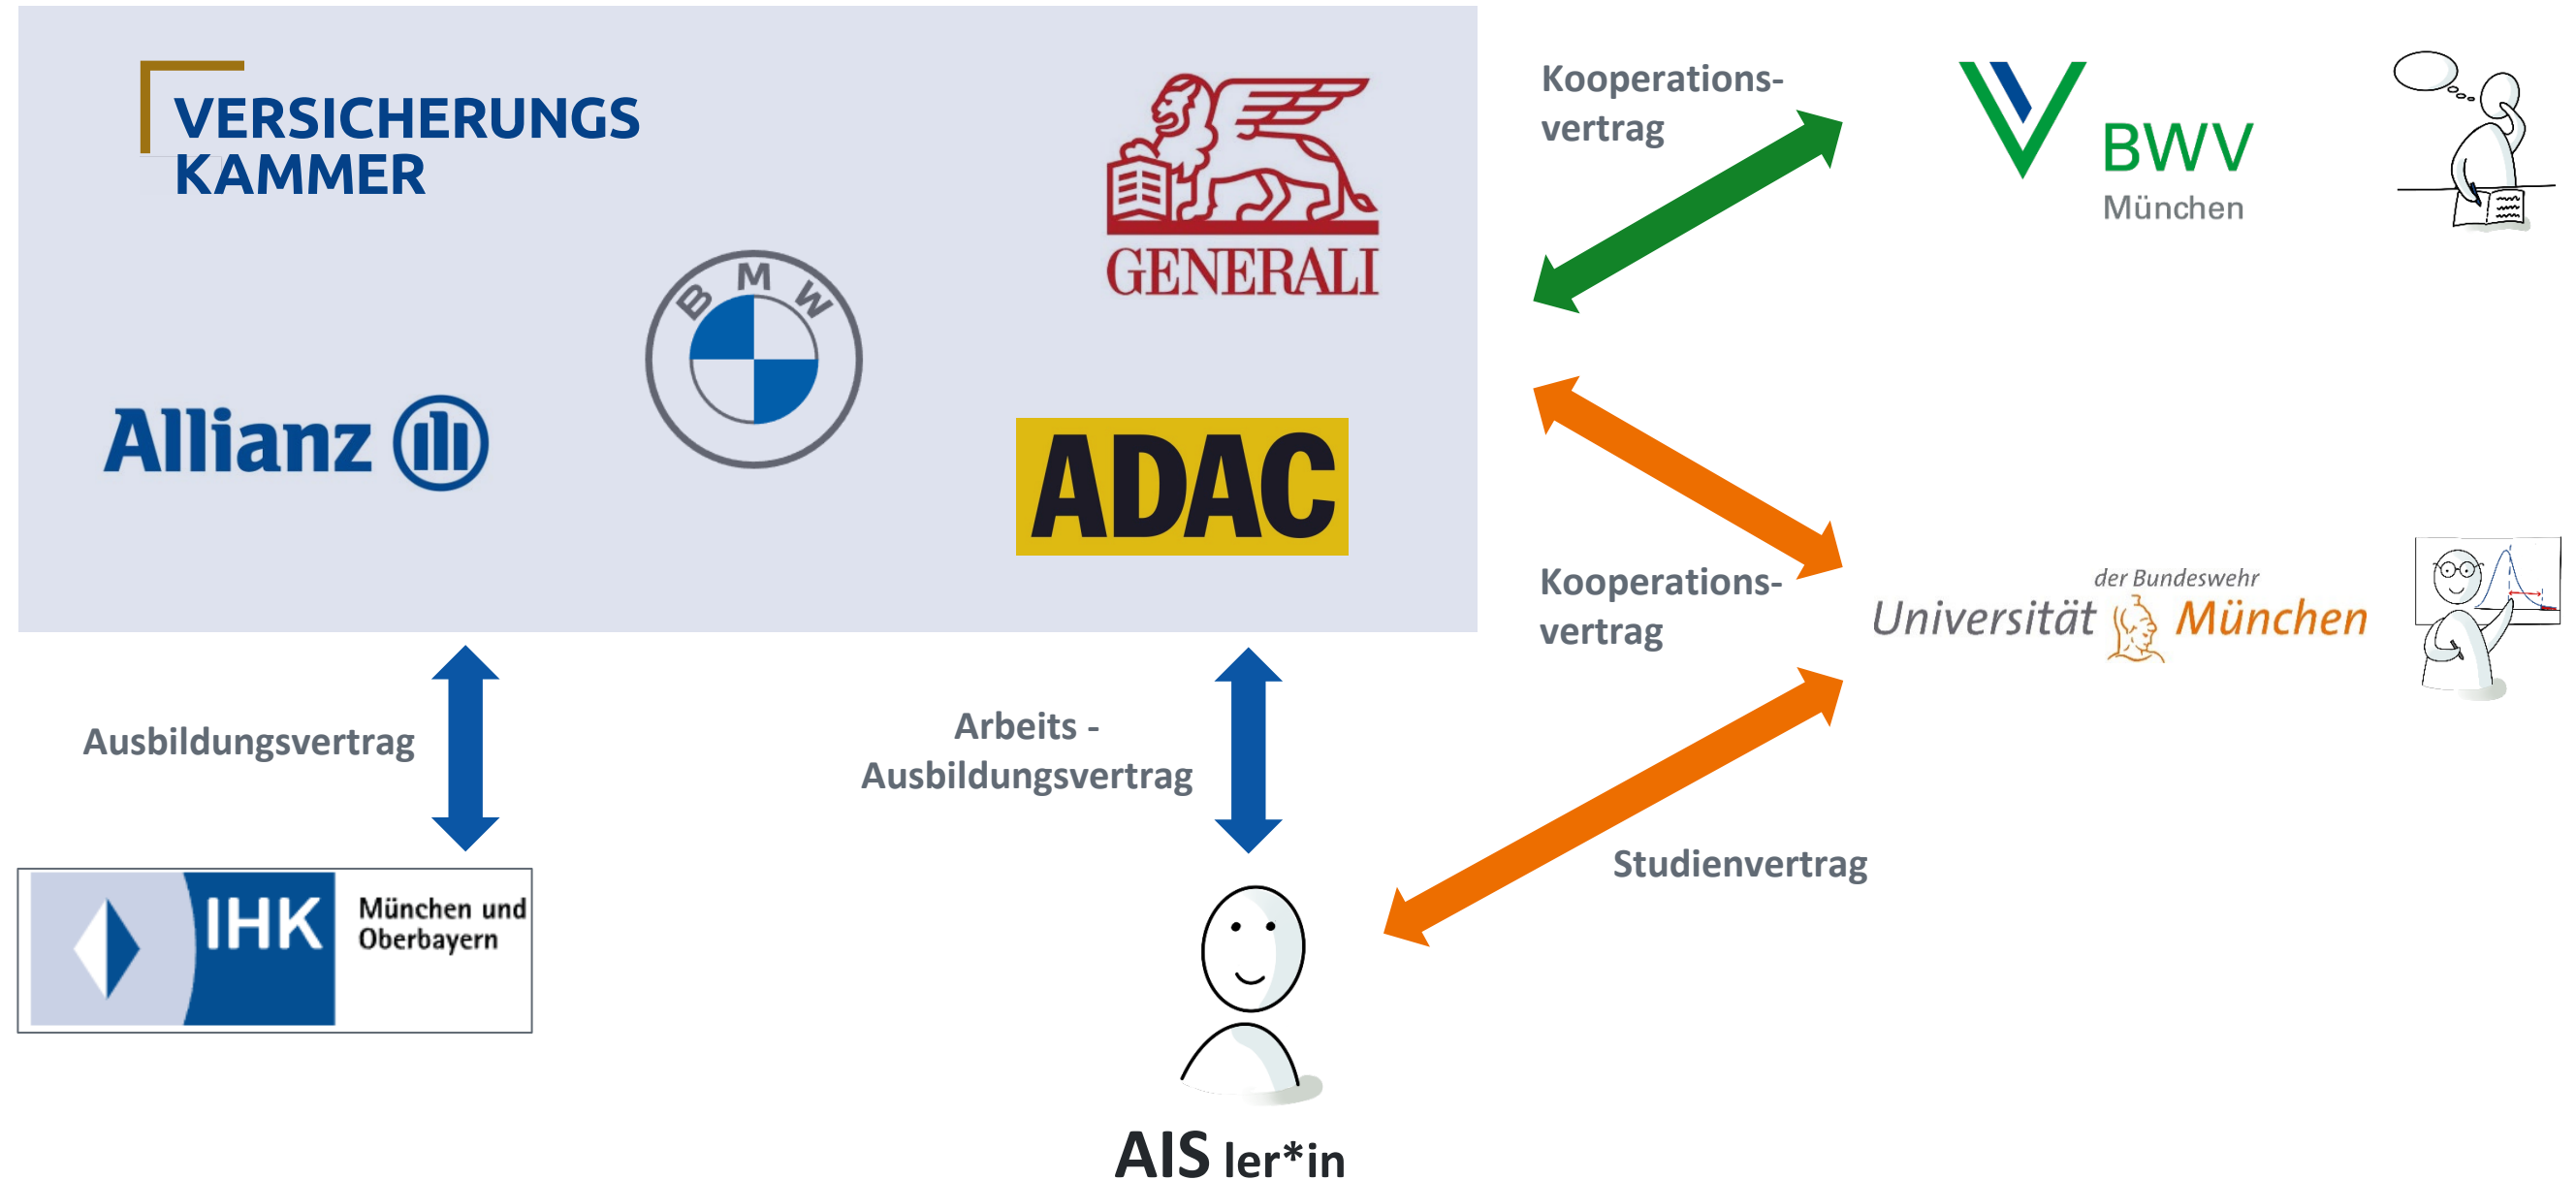 VERSICHERUNGS
KAMMER
GENERALI
BMW
Allianz
ADAC
Kooperations-
vertrag
BWV
München
Kooperations-
vertrag
der Bundeswehr
Universität München
Ausbildungsvertrag
Arbeits -
Ausbildungsvertrag
Studienvertrag
IHK
München und
Oberbayern
AIS ler*in